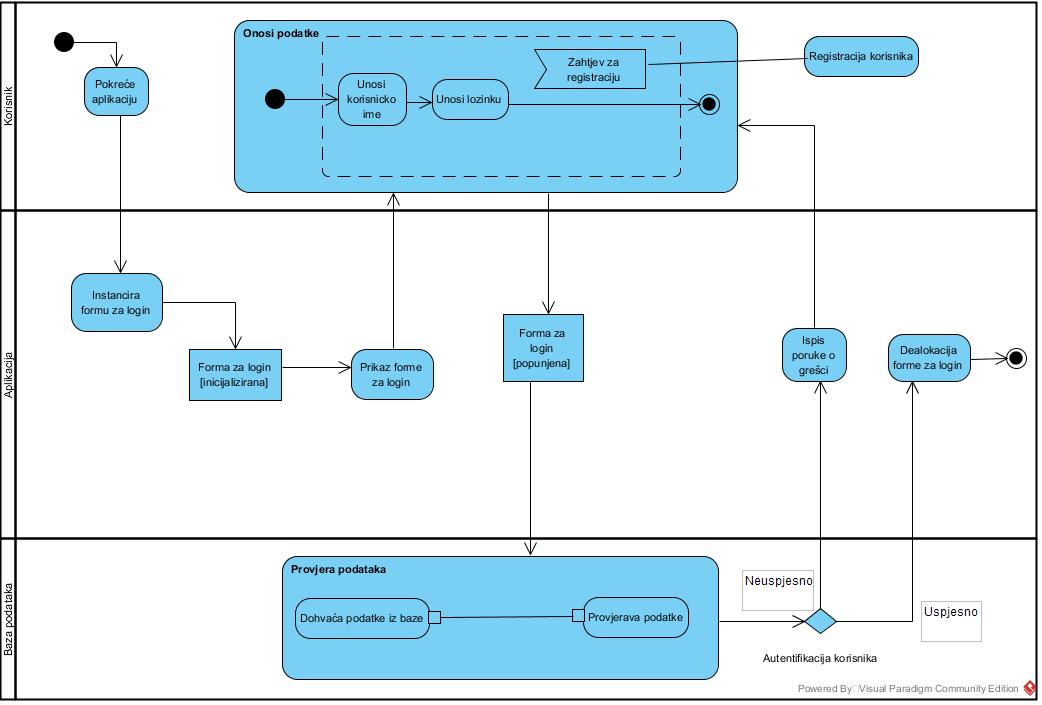 Korisnik
Pokreće
aplikaciju
Onosi podatke
Unosi
korisnicko
ime
Unosi lozinku
Zahtjev za
registraciju
Registracija korisnika
Aplikacija
Instancira
formu za login
Forma za login
[inicijalizirana]
Prikaz forme
za login
Forma za
login
[popunjena]
Ispis
poruke o
grešci
Dealokacija
forme za login
Baza podataka
Provjera podataka
Dohvaća podatke iz baze
Provjerava podatke
Neuspjesno
Uspjesno
Autentifikacija korisnika
Powered By Visual Paradigm Community Edition